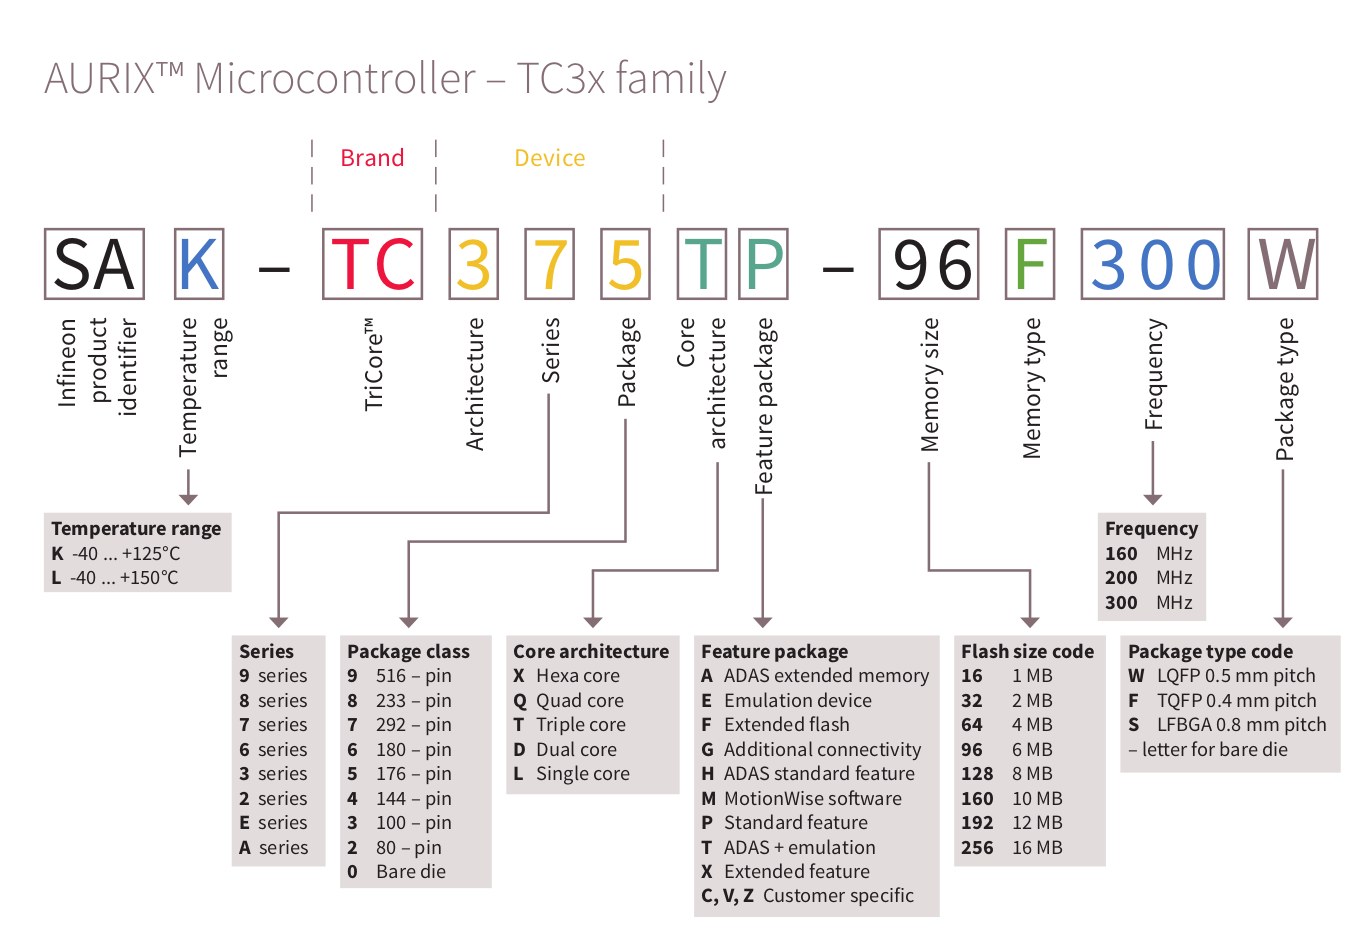 AURIX™ Microcontroller – TC3x family
Brand
Device
SA K – TC 3 7 5 T P – 96 F 300 W
Infineon
product
identifier
Temperature
range
TriCore™
Architecture
Series
Package
Core
architecture
Feature package
Memory size
Memory type
Frequency
Package type
Temperature range
K -40 ... +125°C
L -40 ... +150°C
Frequency
160 MHz
200 MHz
300 MHz
Series
9 series
8 series
7 series
6 series
3 series
2 series
E series
A series
Package class
9 516 – pin
8 233 – pin
7 292 – pin
6 180 – pin
5 176 – pin
4 144 – pin
3 100 – pin
2 80 – pin
0 Bare die
Core architecture
X Hexa core
Q Quad core
T Triple core
D Dual core
L Single core
Feature package
A ADAS extended memory
E Emulation device
F Extended flash
G Additional connectivity
H ADAS standard feature
M MotionWise software
P Standard feature
T ADAS + emulation
X Extended feature
C, V, Z Customer specific
Flash size code
16 1 MB
32 2 MB
64 4 MB
96 6 MB
128 8 MB
160 10 MB
192 12 MB
256 16 MB
Package type code
W LQFP 0.5 mm pitch
F TQFP 0.4 mm pitch
S LFBGA 0.8 mm pitch
– letter for bare die